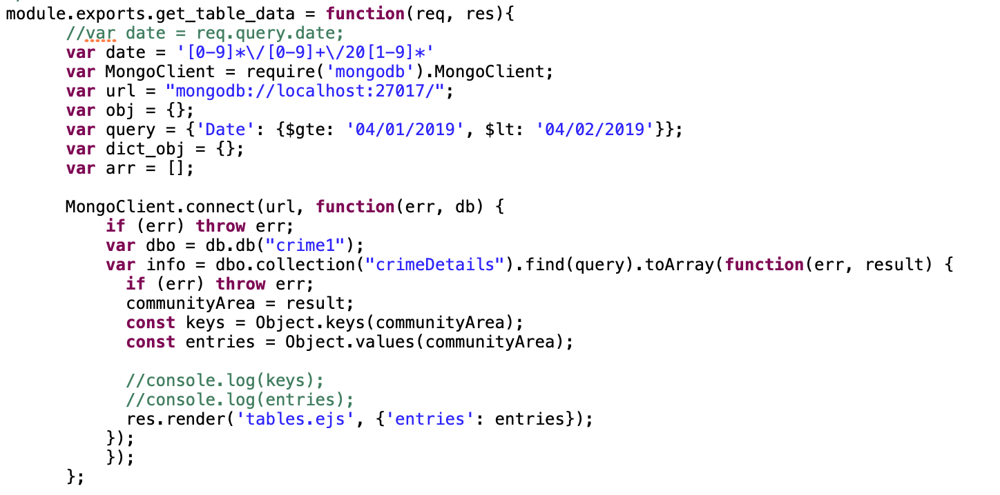 module.exports.get_table_data = function(req, res){
//var date = req.query.date;
var date = '[0-9]*\/[0-9]+\/20[1-9]*'
var MongoClient = require('mongodb').MongoClient;
var url = "mongodb://localhost:27017/";
var obj = {};
var query = {'Date': {$gte: '04/01/2019', $lt: '04/02/2019'}};
var dict_obj = {};
var arr = [];
MongoClient.connect(url, function(err, db) {
if (err) throw err;
var dbo = db.db("crime1");
var info = dbo.collection("crimeDetails").find(query).toArray(function(err, result) {
if (err) throw err;
communityArea = result;
const keys = Object.keys(communityArea);
const entries = Object.values(communityArea);
//console.log(keys);
//console.log(entries);
res.render('tables.ejs', {'entries': entries});
});
});
};